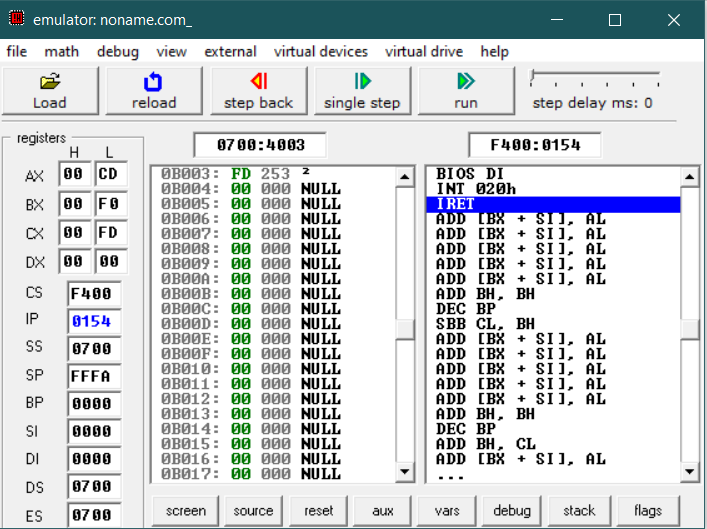 emulator: noname.com_
file math debug view external virtual devices virtual drive help
Load reload step back single step run step delay ms: 0
registers
H L
0700:4003
F400:0154
AX 00 CD
BX 00 F0
CX 00 FD
DX 00 00
CS F400
IP 0154
SS 0700
SP FFFA
BP 0000
SI 0000
DI 0000
DS 0700
ES 0700
0B003: FD 253 ²
0B004: 00 000 NULL
0B005: 00 000 NULL
0B006: 00 000 NULL
0B007: 00 000 NULL
0B008: 00 000 NULL
0B009: 00 000 NULL
0B00A: 00 000 NULL
0B00B: 00 000 NULL
0B00C: 00 000 NULL
0B00D: 00 000 NULL
0B00E: 00 000 NULL
0B00F: 00 000 NULL
0B010: 00 000 NULL
0B011: 00 000 NULL
0B012: 00 000 NULL
0B013: 00 000 NULL
0B014: 00 000 NULL
0B015: 00 000 NULL
0B016: 00 000 NULL
0B017: 00 000 NULL
BIOS DI
INT 020h
IRET
ADD [BX + SI], AL
ADD [BX + SI], AL
ADD [BX + SI], AL
ADD [BX + SI], AL
ADD [BX + SI], AL
ADD BH, BH
DEC BP
SBB CL, BH
ADD [BX + SI], AL
ADD [BX + SI], AL
ADD [BX + SI], AL
ADD [BX + SI], AL
ADD [BX + SI], AL
ADD BH, BH
DEC BP
ADD BH, CL
ADD [BX + SI], AL
...
screen source reset aux vars debug stack flags